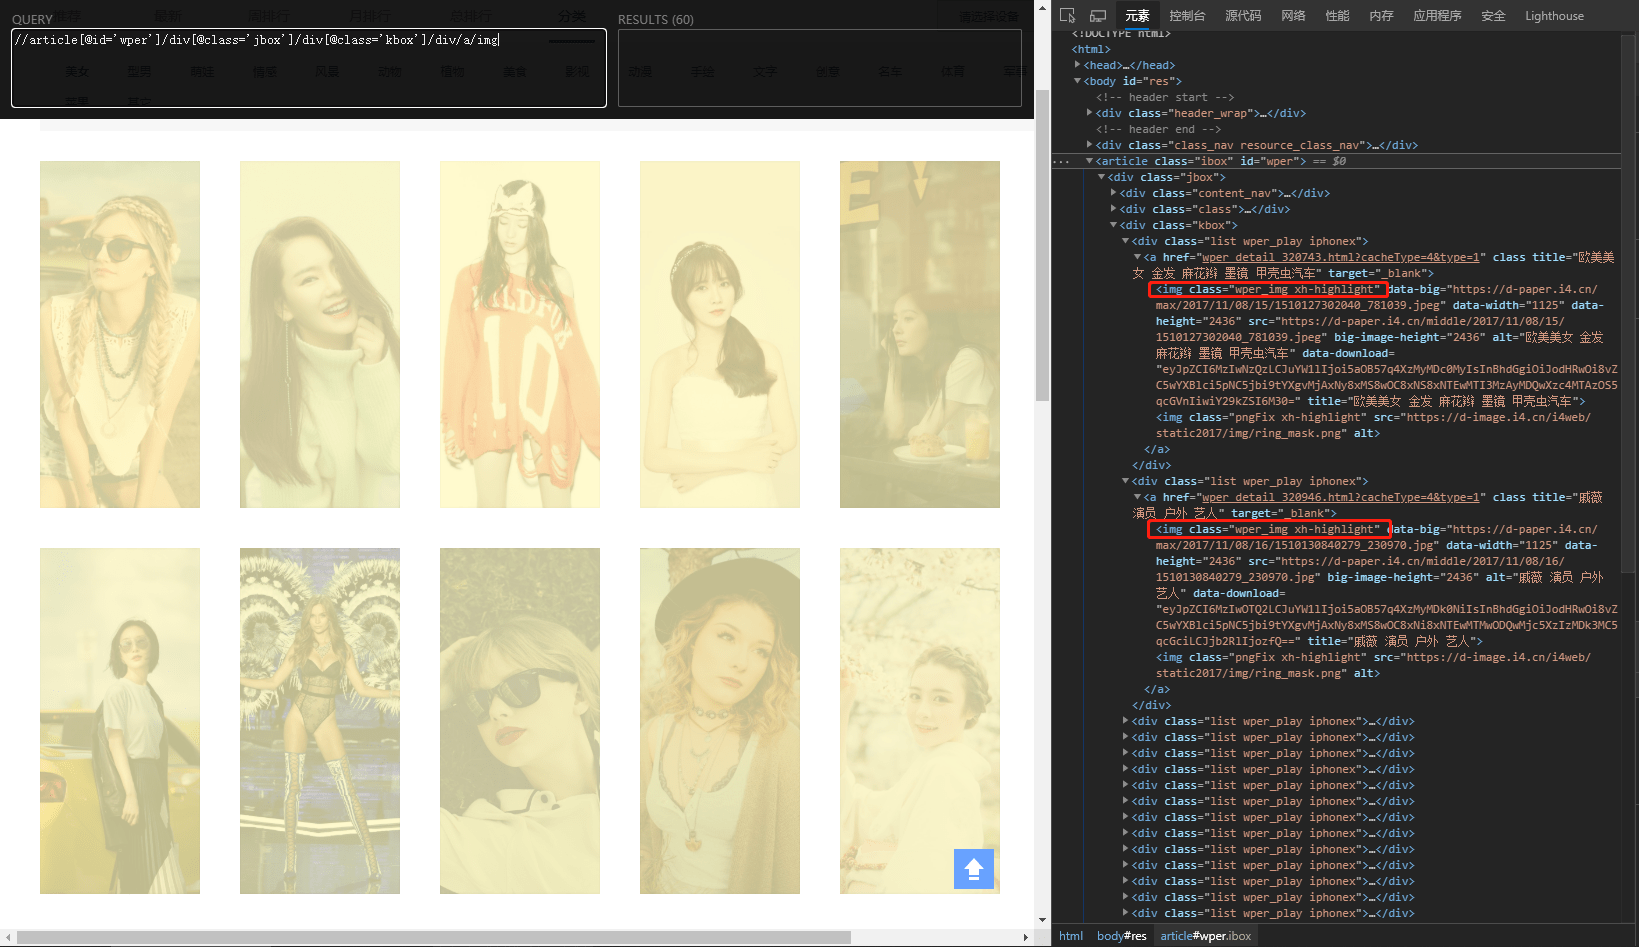 QUERY
RESULTS (60)
//article[@id='wper']/div[@class='jbox']/div[@class='kbox']/div/a/img
推荐 最新 周排行 月排行 总排行 分类 请选择设备
美女 型男 萌娃 情感 风景 动物 植物 美食 影视 动漫 手绘 文字 创意 名车 体育 军事
苹果 其它
元素 控制台 源代码 网络 性能 内存 应用程序 安全 Lighthouse
<!DOCTYPE html>
<html>
<head>…</head>
<body id="res">
<!-- header start -->
<div class="header_wrap">…</div>
<!-- header end -->
<div class="class_nav resource_class_nav">…</div>
<article class="ibox" id="wper"> == $0
<div class="jbox">
<div class="content_nav">…</div>
<div class="class">…</div>
<div class="kbox">
<div class="list wper_play iphonex">
<a href="wper_detail_320743.html?cacheType=4&type=1" class title="欧美美
女 金发 麻花辫 墨镜 甲壳虫汽车" target="_blank">
<img class="wper_img xh-highlight" data-big="https://d-paper.i4.cn/
max/2017/11/08/15/1510127302040_781039.jpeg" data-width="1125" data-
height="2436" src="https://d-paper.i4.cn/middle/2017/11/08/15/
1510127302040_781039.jpeg" big-image-height="2436" alt="欧美美女 金发
麻花辫 墨镜 甲壳虫汽车" data-download=
"eyJpZCI6MzIwNzQzLCJuYW1lIjoi5aOB57q4XzMyMDc0MyIsInBhdGgiOiJodHRwOi8vZ
C5wYXBlci5pNC5jbi9tYXgvMjAxNy8xMS8wOC8xNS8xNTEwMTI3MzAyMDQwXzc4MTAzOS5
qcGVnIiwiY29kZSI6M30=" title="欧美美女 金发 麻花辫 墨镜 甲壳虫汽车">
<img class="pngFix xh-highlight" src="https://d-image.i4.cn/i4web/
static2017/img/ring_mask.png" alt>
</a>
</div>
<div class="list wper_play iphonex">
<a href="wper_detail_320946.html?cacheType=4&type=1" class title="戚薇
演员 户外 艺人" target="_blank">
<img class="wper_img xh-highlight" data-big="https://d-paper.i4.cn/
max/2017/11/08/16/1510130840279_230970.jpg" data-width="1125" data-
height="2436" src="https://d-paper.i4.cn/middle/2017/11/08/16/
1510130840279_230970.jpg" big-image-height="2436" alt="戚薇 演员 户外
艺人" data-download=
"eyJpZCI6MzIwOTQ2LCJuYW1lIjoi5aOB57q4XzMyMDk0NiIsInBhdGgiOiJodHRwOi8vZ
C5wYXBlci5pNC5jbi9tYXgvMjAxNy8xMS8wOC8xNi8xNTEwMTMwODQwMjc5XzIzMDk3MC5
qcGciLCJjb2RlIjozfQ==" title="戚薇 演员 户外 艺人">
<img class="pngFix xh-highlight" src="https://d-image.i4.cn/i4web/
static2017/img/ring_mask.png" alt>
</a>
</div>
<div class="list wper_play iphonex">…</div>
<div class="list wper_play iphonex">…</div>
<div class="list wper_play iphonex">…</div>
<div class="list wper_play iphonex">…</div>
<div class="list wper_play iphonex">…</div>
<div class="list wper_play iphonex">…</div>
<div class="list wper_play iphonex">…</div>
<div class="list wper_play iphonex">…</div>
<div class="list wper_play iphonex">…</div>
<div class="list wper_play iphonex">…</div>
<div class="list wper_play iphonex">…</div>
<div class="list wper_play iphonex">…</div>
<div class="list wper_play iphonex">…</div>
html body#res article#wper.ibox